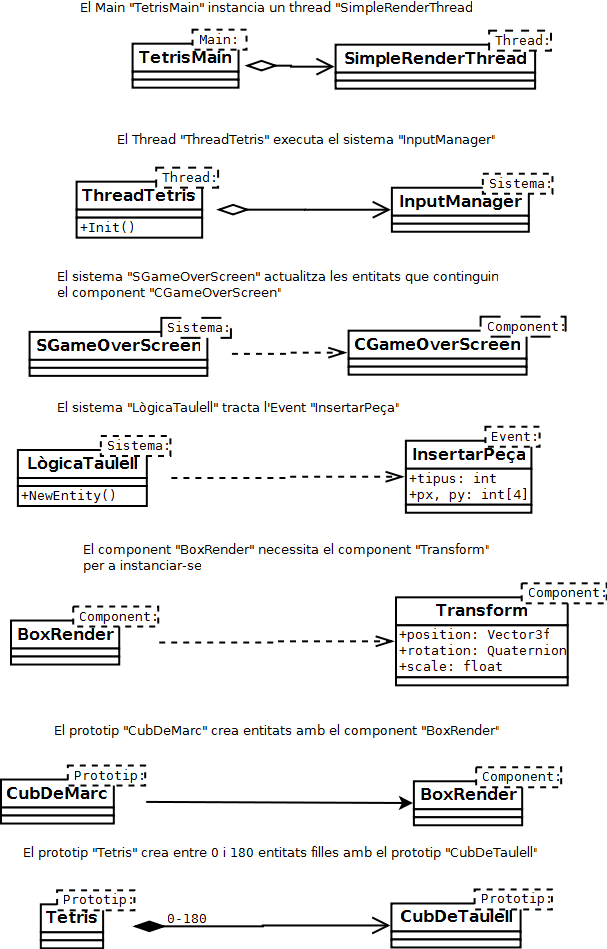 El Main "TetrisMain" instancia un thread "SimpleRenderThread
Main:
Thread:
TetrisMain
SimpleRenderThread
El Thread "ThreadTetris" executa el sistema "InputManager"
Thread:
Sistema:
ThreadTetris
InputManager
+Init()
El sistema "SGameOverScreen" actualitza les entitats que continguin
el component "CGameOverScreen"
Sistema:
Component:
SGameOverScreen
CGameOverScreen
El sistema "LògicaTaulell" tracta l'Event "InsertarPeça"
Sistema:
Event:
LògicaTaulell
InsertarPeça
+NewEntity()
+tipus: int
+px, py: int[4]
El component "BoxRender" necessita el component "Transform"
per a instanciar-se
Component:
Component:
BoxRender
Transform
+position: Vector3f
+rotation: Quaternion
+scale: float
El prototip "CubDeMarc" crea entitats amb el component "BoxRender"
Prototip:
Component:
CubDeMarc
BoxRender
El prototip "Tetris" crea entre 0 i 180 entitats filles amb el prototip "CubDeTaulell"
Prototip:
Prototip:
Tetris
0-180
CubDeTaulell